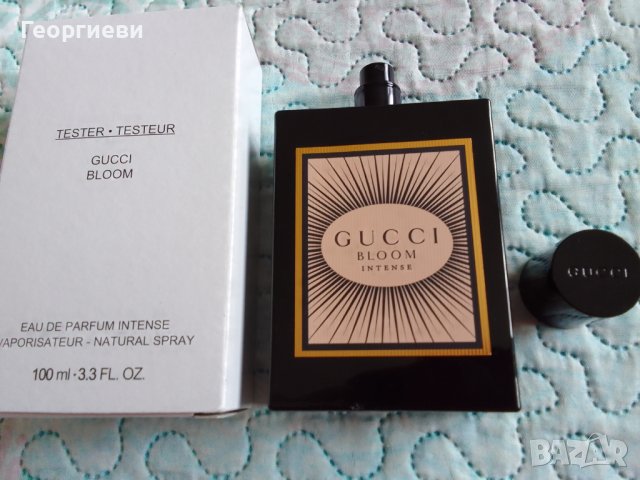 Георгиеви
TESTER • TESTEUR
GUCCI
BLOOM
EAU DE PARFUM INTENSE
VAPORISATEUR - NATURAL SPRAY
100 ml • 3.3 FL. OZ.
GUCCI
BLOOM
INTENSE
GUCCI
BAZAR